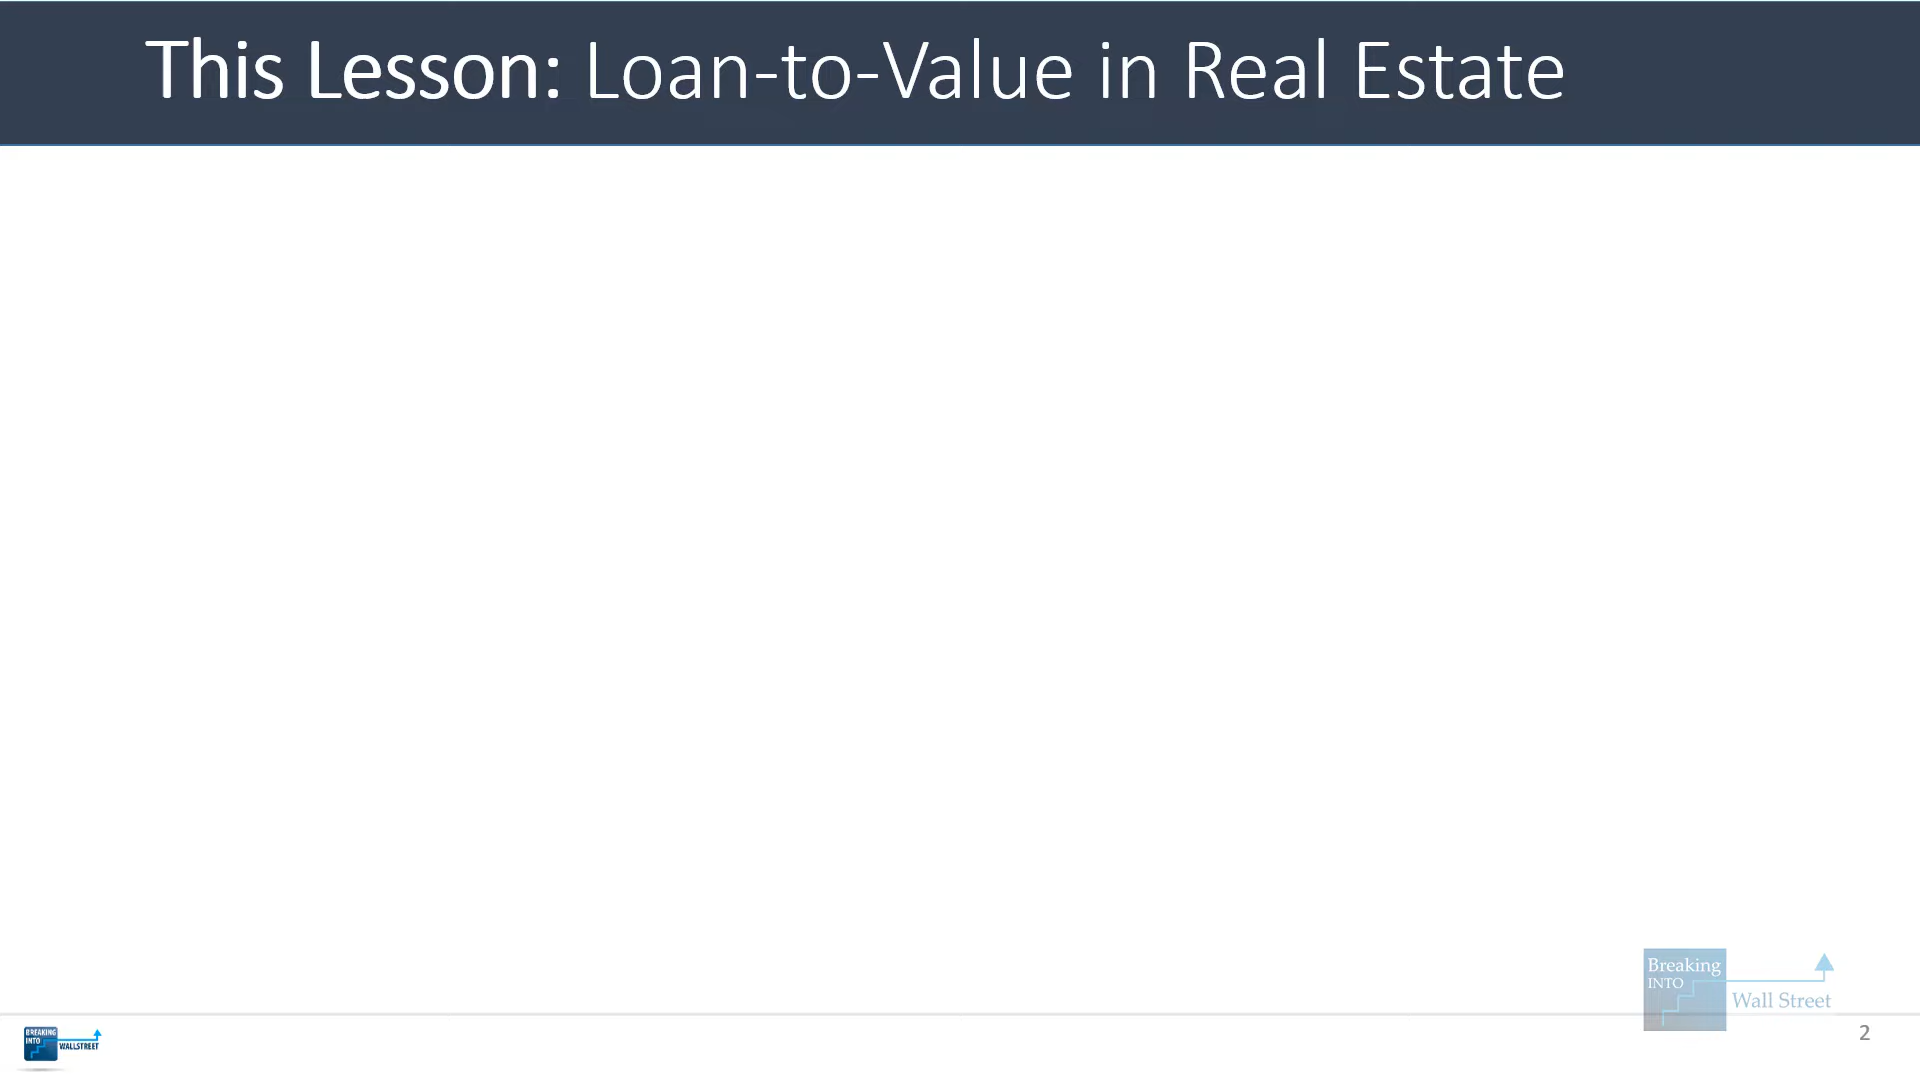 This Lesson: Loan-to-Value in Real Estate
Breaking
INTO
Wall Street
BREAKING
INTO
WALLSTREET
2